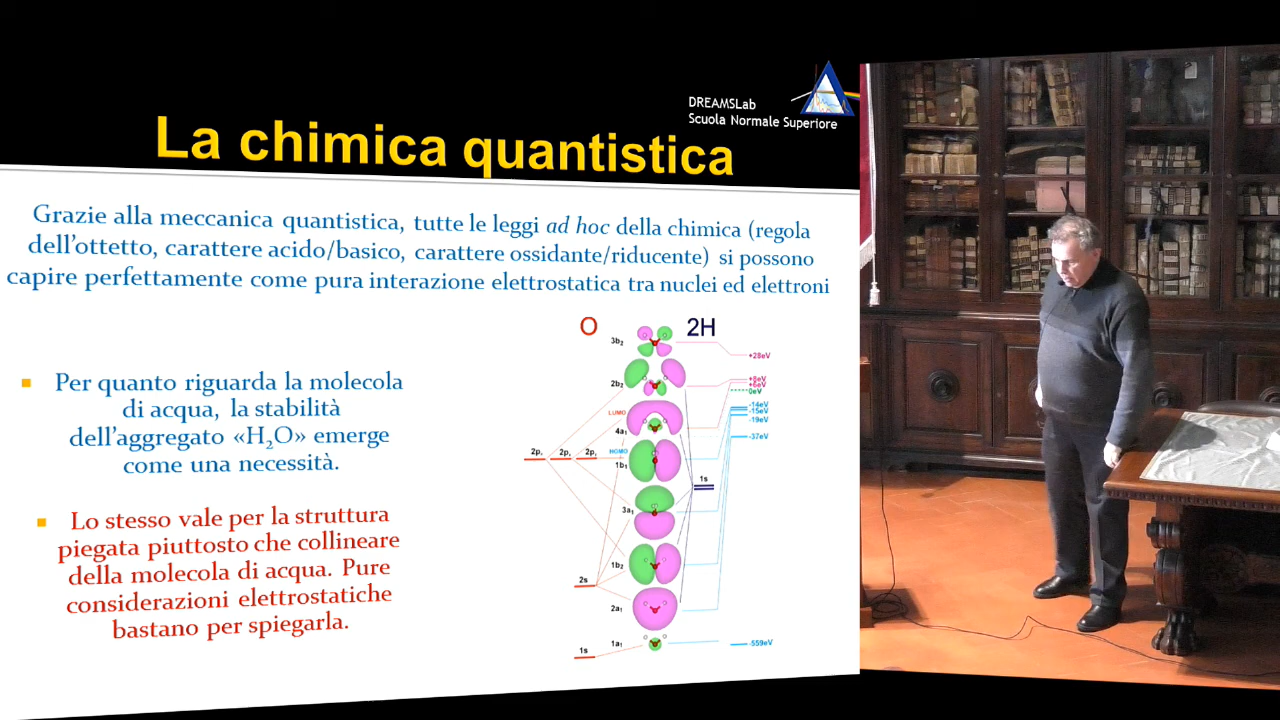 DREAMSLab
Scuola Normale Superiore
La chimica quantistica
Grazie alla meccanica quantistica, tutte le leggi ad hoc della chimica (regola
dell'ottetto, carattere acido/basico, carattere ossidante/riducente) si possono
capire perfettamente come pura interazione elettrostatica tra nuclei ed elettroni
Per quanto riguarda la molecola
di acqua, la stabilità
dell'aggregato «H₂O» emerge
come una necessità.
Lo stesso vale per la struttura
piegata piuttosto che collineare
della molecola di acqua. Pure
considerazioni elettrostatiche
bastano per spiegarla.
O 2H
3b₂
+28eV
2b₂
+8eV
+6eV
0eV
LUMO
-14eV
-15eV
-19eV
4a₁
-37eV
HOMO
1b₁
1s
3a₁
1b₂
2s
2a₁
1a₁
-559eV
1s